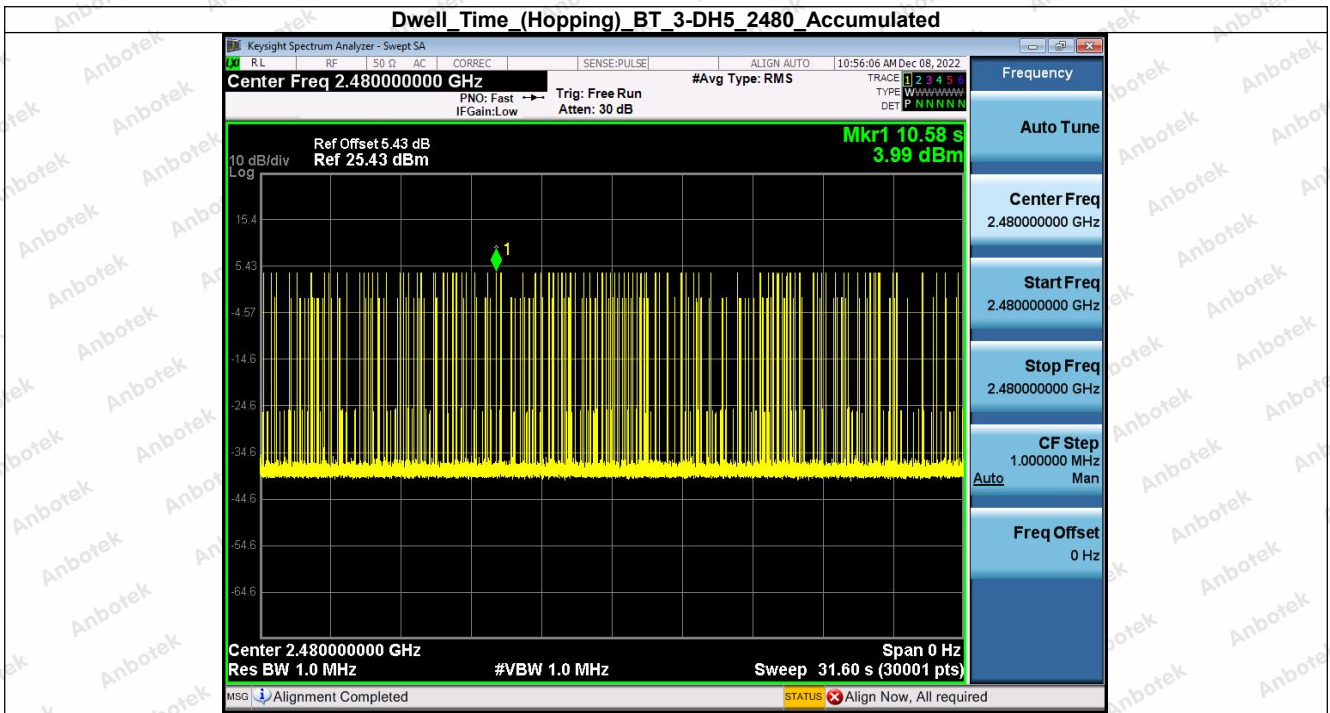 Dwell_Time_(Hopping)_BT_3-DH5_2480_Accumulated
Keysight Spectrum Analyzer - Swept SA
LXI RL RF 50 Ω AC CORREC SENSE:PULSE ALIGN AUTO 10:56:06 AM Dec 08, 2022
Center Freq 2.480000000 GHz
#Avg Type: RMS
TRACE 1 2 3 4 5 6
TYPE WWWWWW
DET P N N N N N
PNO: Fast
IFGain:Low
Trig: Free Run
Atten: 30 dB
Frequency
Auto Tune
Center Freq
2.480000000 GHz
Start Freq
2.480000000 GHz
Stop Freq
2.480000000 GHz
CF Step
1.000000 MHz
Auto Man
Freq Offset
0 Hz
Mkr1 10.58 s
3.99 dBm
Ref Offset 5.43 dB
10 dB/div Ref 25.43 dBm
Log
15.4
5.43
-4.57
-14.6
-24.6
-34.6
-44.6
-54.6
-64.6
1
Center 2.480000000 GHz Span 0 Hz
Res BW 1.0 MHz #VBW 1.0 MHz Sweep 31.60 s (30001 pts)
MSG Alignment Completed STATUS Align Now, All required
Anbotek